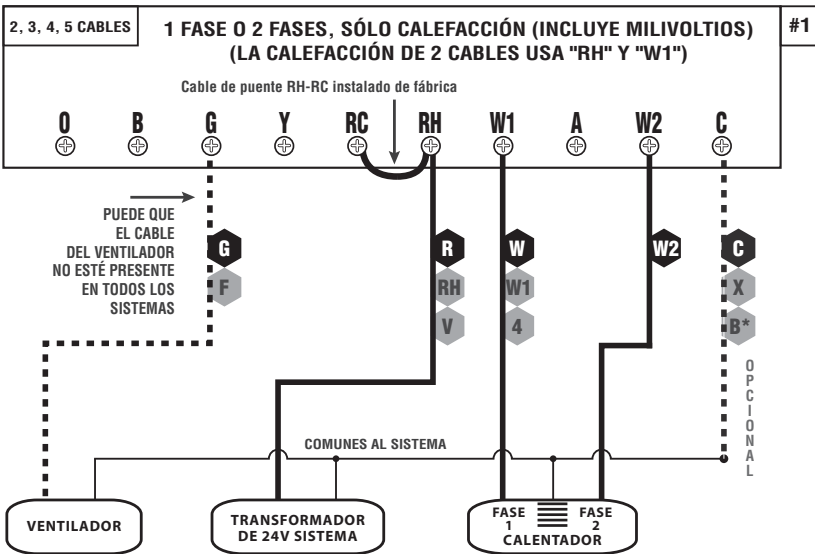 2, 3, 4, 5 CABLES
1 FASE O 2 FASES, SÓLO CALEFACCIÓN (INCLUYE MILIVOLTIOS)
(LA CALEFACCIÓN DE 2 CABLES USA "RH" Y "W1")
#1
Cable de puente RH-RC instalado de fábrica
O B G Y RC RH W1 A W2 C
PUEDE QUE
EL CABLE
DEL VENTILADOR
NO ESTÉ PRESENTE
EN TODOS LOS
SISTEMAS
G
F
R
RH
V
W
W1
4
W2
C
X
B*
OPCIONAL
COMUNES AL SISTEMA
VENTILADOR
TRANSFORMADOR
DE 24V SISTEMA
FASE
1
FASE
2
CALENTADOR